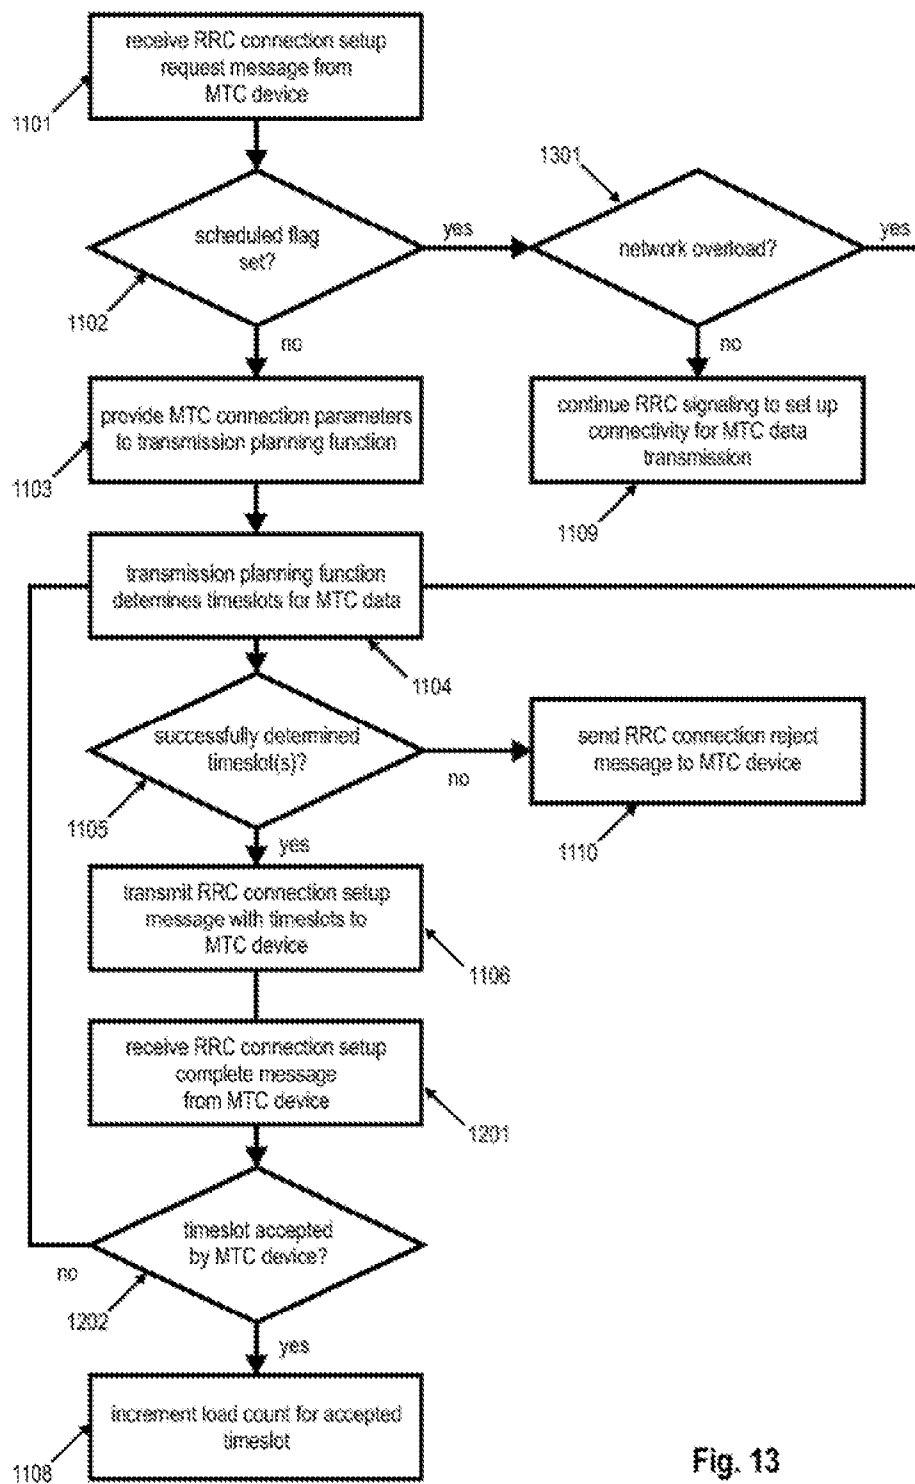 receive RRC connection setup
request message from
MTC device
1101
1301
scheduled flag
set?
yes
network overload?
yes
1102
no
no
provide MTC connection parameters
to transmission planning function
continue RRC signaling to set up
connectivity for MTC data
transmission
1103
1109
transmission planning function
determines timeslots for MTC data
1104
successfully determined
timeslot(s)?
no
send RRC connection reject
message to MTC device
1105
yes
1110
transmit RRC connection setup
message with timeslots to
MTC device
1106
receive RRC connection setup
complete message
from MTC device
1201
timeslot accepted
by MTC device?
no
1202
yes
increment load count for accepted
timeslot
1108
Fig. 13